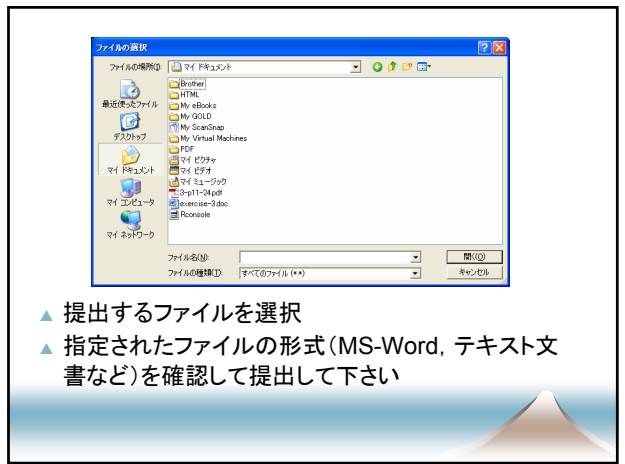 ファイルの選択
ファイルの場所(I):
マイ ドキュメント
最近使ったファイル
デスクトップ
マイ ドキュメント
マイ コンピュータ
マイ ネットワーク
Brother
HTML
My eBooks
My GOLD
My ScanSnap
My Virtual Machines
PDF
マイ ピクチャ
マイ ビデオ
マイ ミュージック
3-p11-24.pdf
exercise-3.doc
Rconsole
ファイル名(N):
開く(O)
ファイルの種類(T):
すべてのファイル (*.*)
キャンセル
▲ 提出するファイルを選択
▲ 指定されたファイルの形式（MS-Word，テキスト文
書など）を確認して提出して下さい